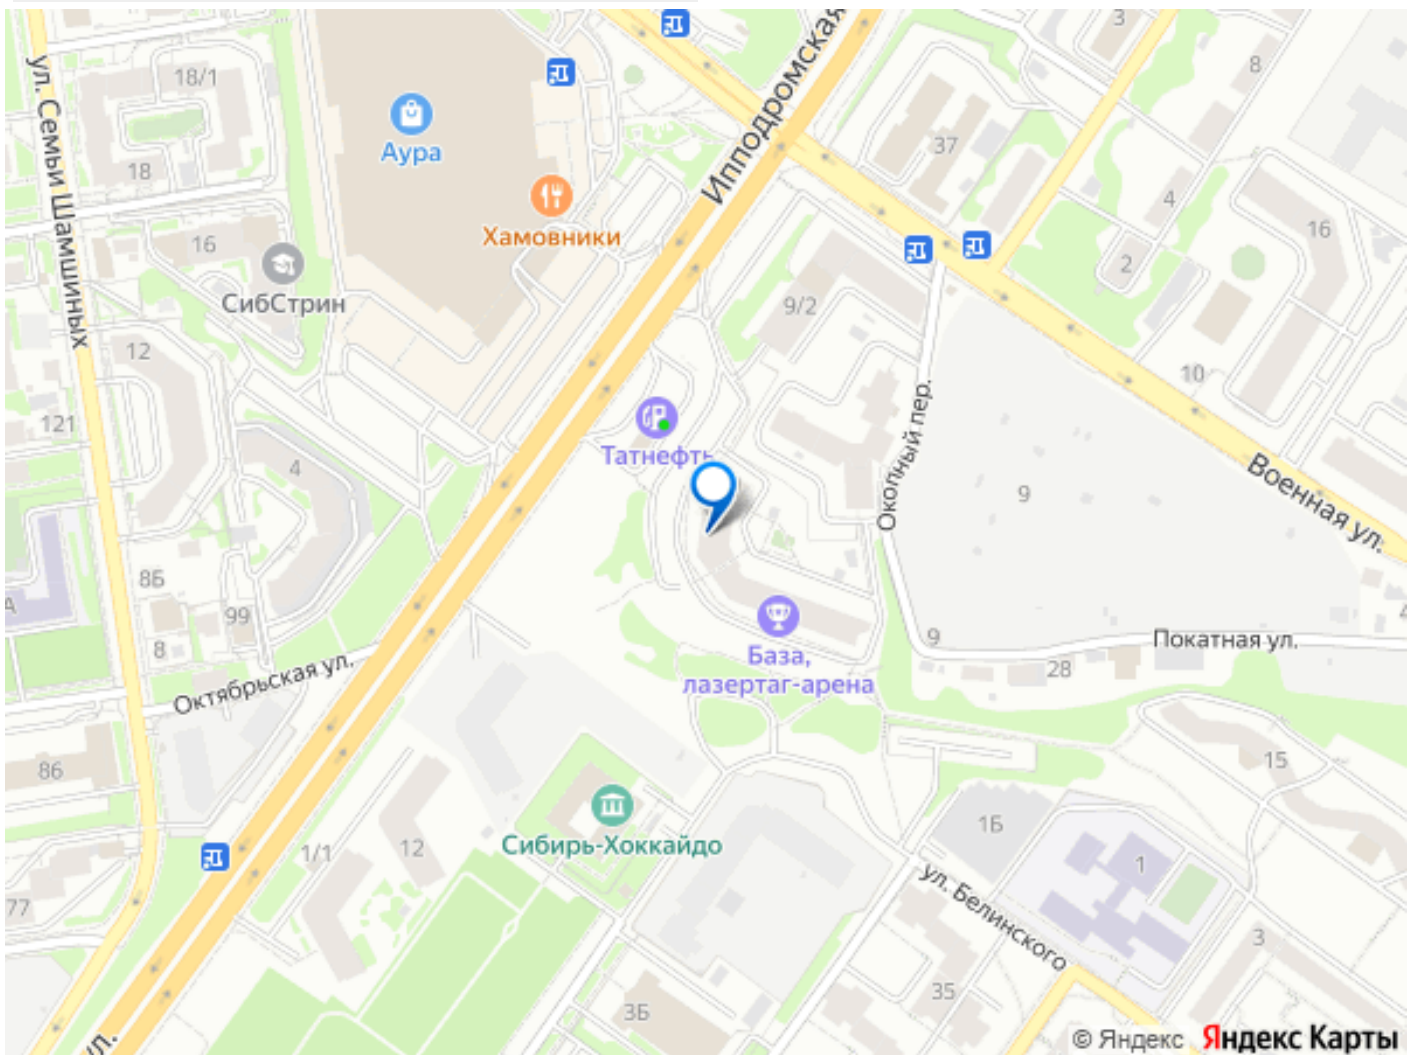 3
Ипподромская
ул. Семьи Шамшиных
18/1
8
Аура
37
18
4
16
Хамовники
16
2
СибСтрин
9/2
12
10
121
Татнефть
Окопный пер.
4
9
Военная ул.
8Б
А
99
База,
лазертаг-арена
9
Покатная ул.
4
8
28
Октябрьская ул.
86
15
Сибирь-Хоккайдо
1/1
12
1Б
1
77
ул. Белинского
3
35
3Б
ул.
© Яндекс Яндекс Карты